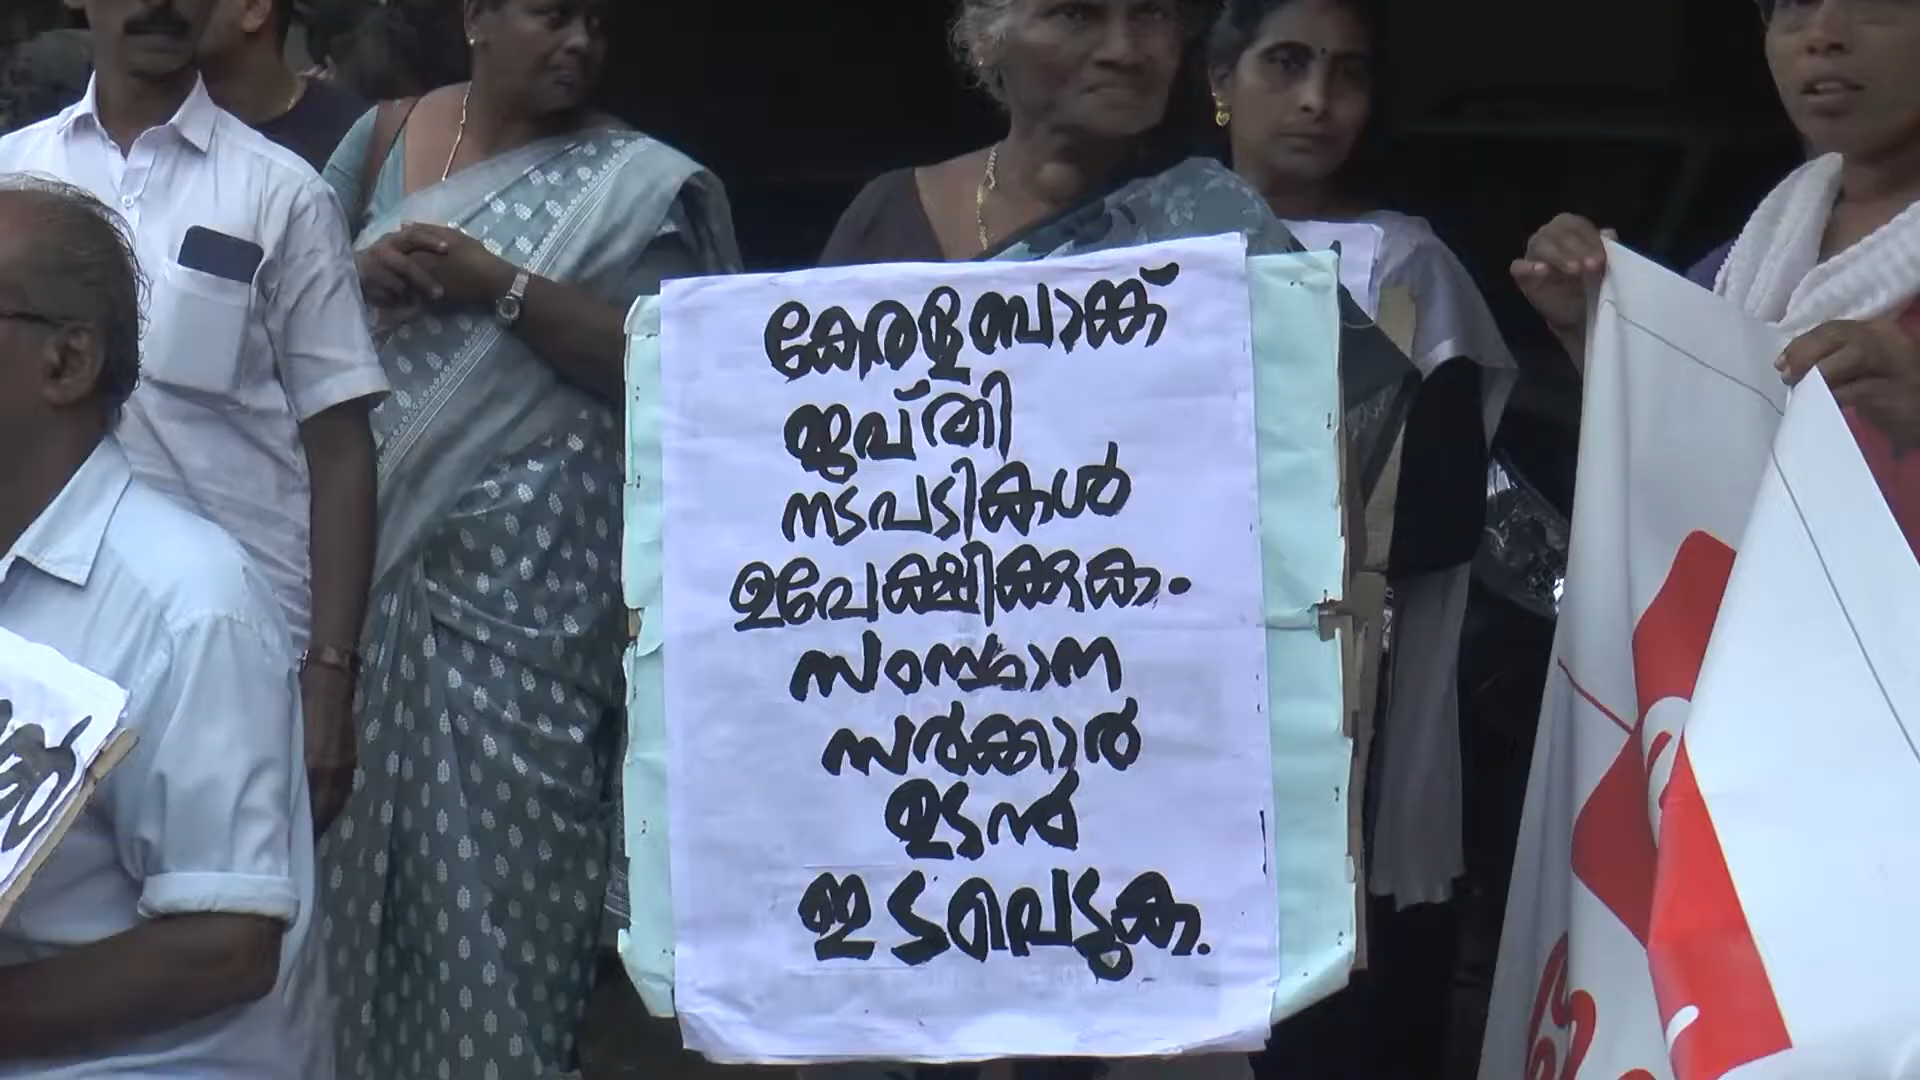 കേരളബാങ്ക്
ജപ്തി
നടപടികൾ
ഉപേക്ഷിക്കുക.
സംസ്ഥാന
സർക്കാർ
ഉടൻ
ഇടപെടുക.